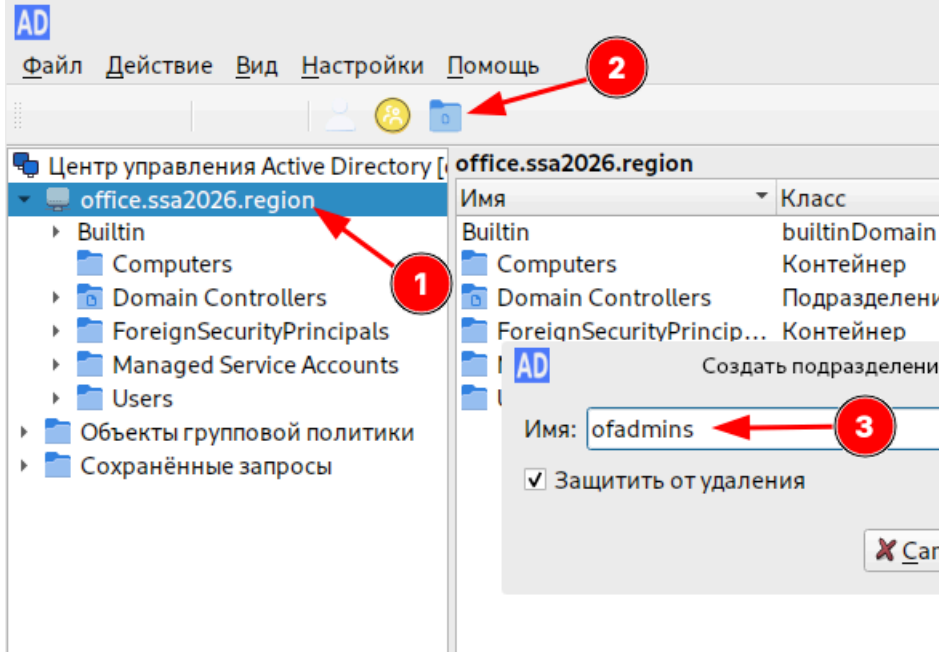 AD
Файл Действие Вид Настройки Помощь
2
Центр управления Active Directory [
office.ssa2026.region
office.ssa2026.region
Имя Класс
Builtin
Computers
Domain Controllers
ForeignSecurityPrincipals
Managed Service Accounts
Users
Объекты групповой политики
Сохранённые запросы
1
Builtin builtinDomain
Computers Контейнер
Domain Controllers Подразделени
ForeignSecurityPrincip... Контейнер
AD Создать подразделени
Имя: ofadmins
3
Защитить от удаления
Can